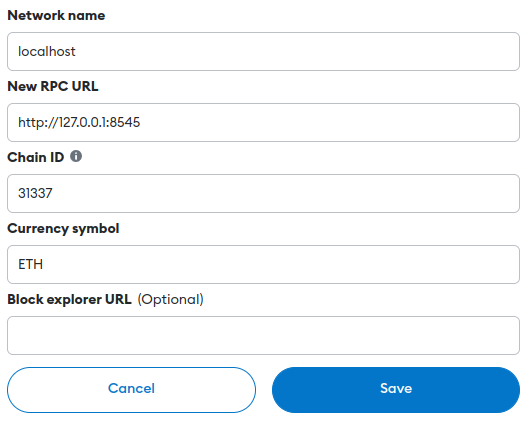 Network name
localhost
New RPC URL
http://127.0.0.1:8545
Chain ID
31337
Currency symbol
ETH
Block explorer URL (Optional)
Cancel Save